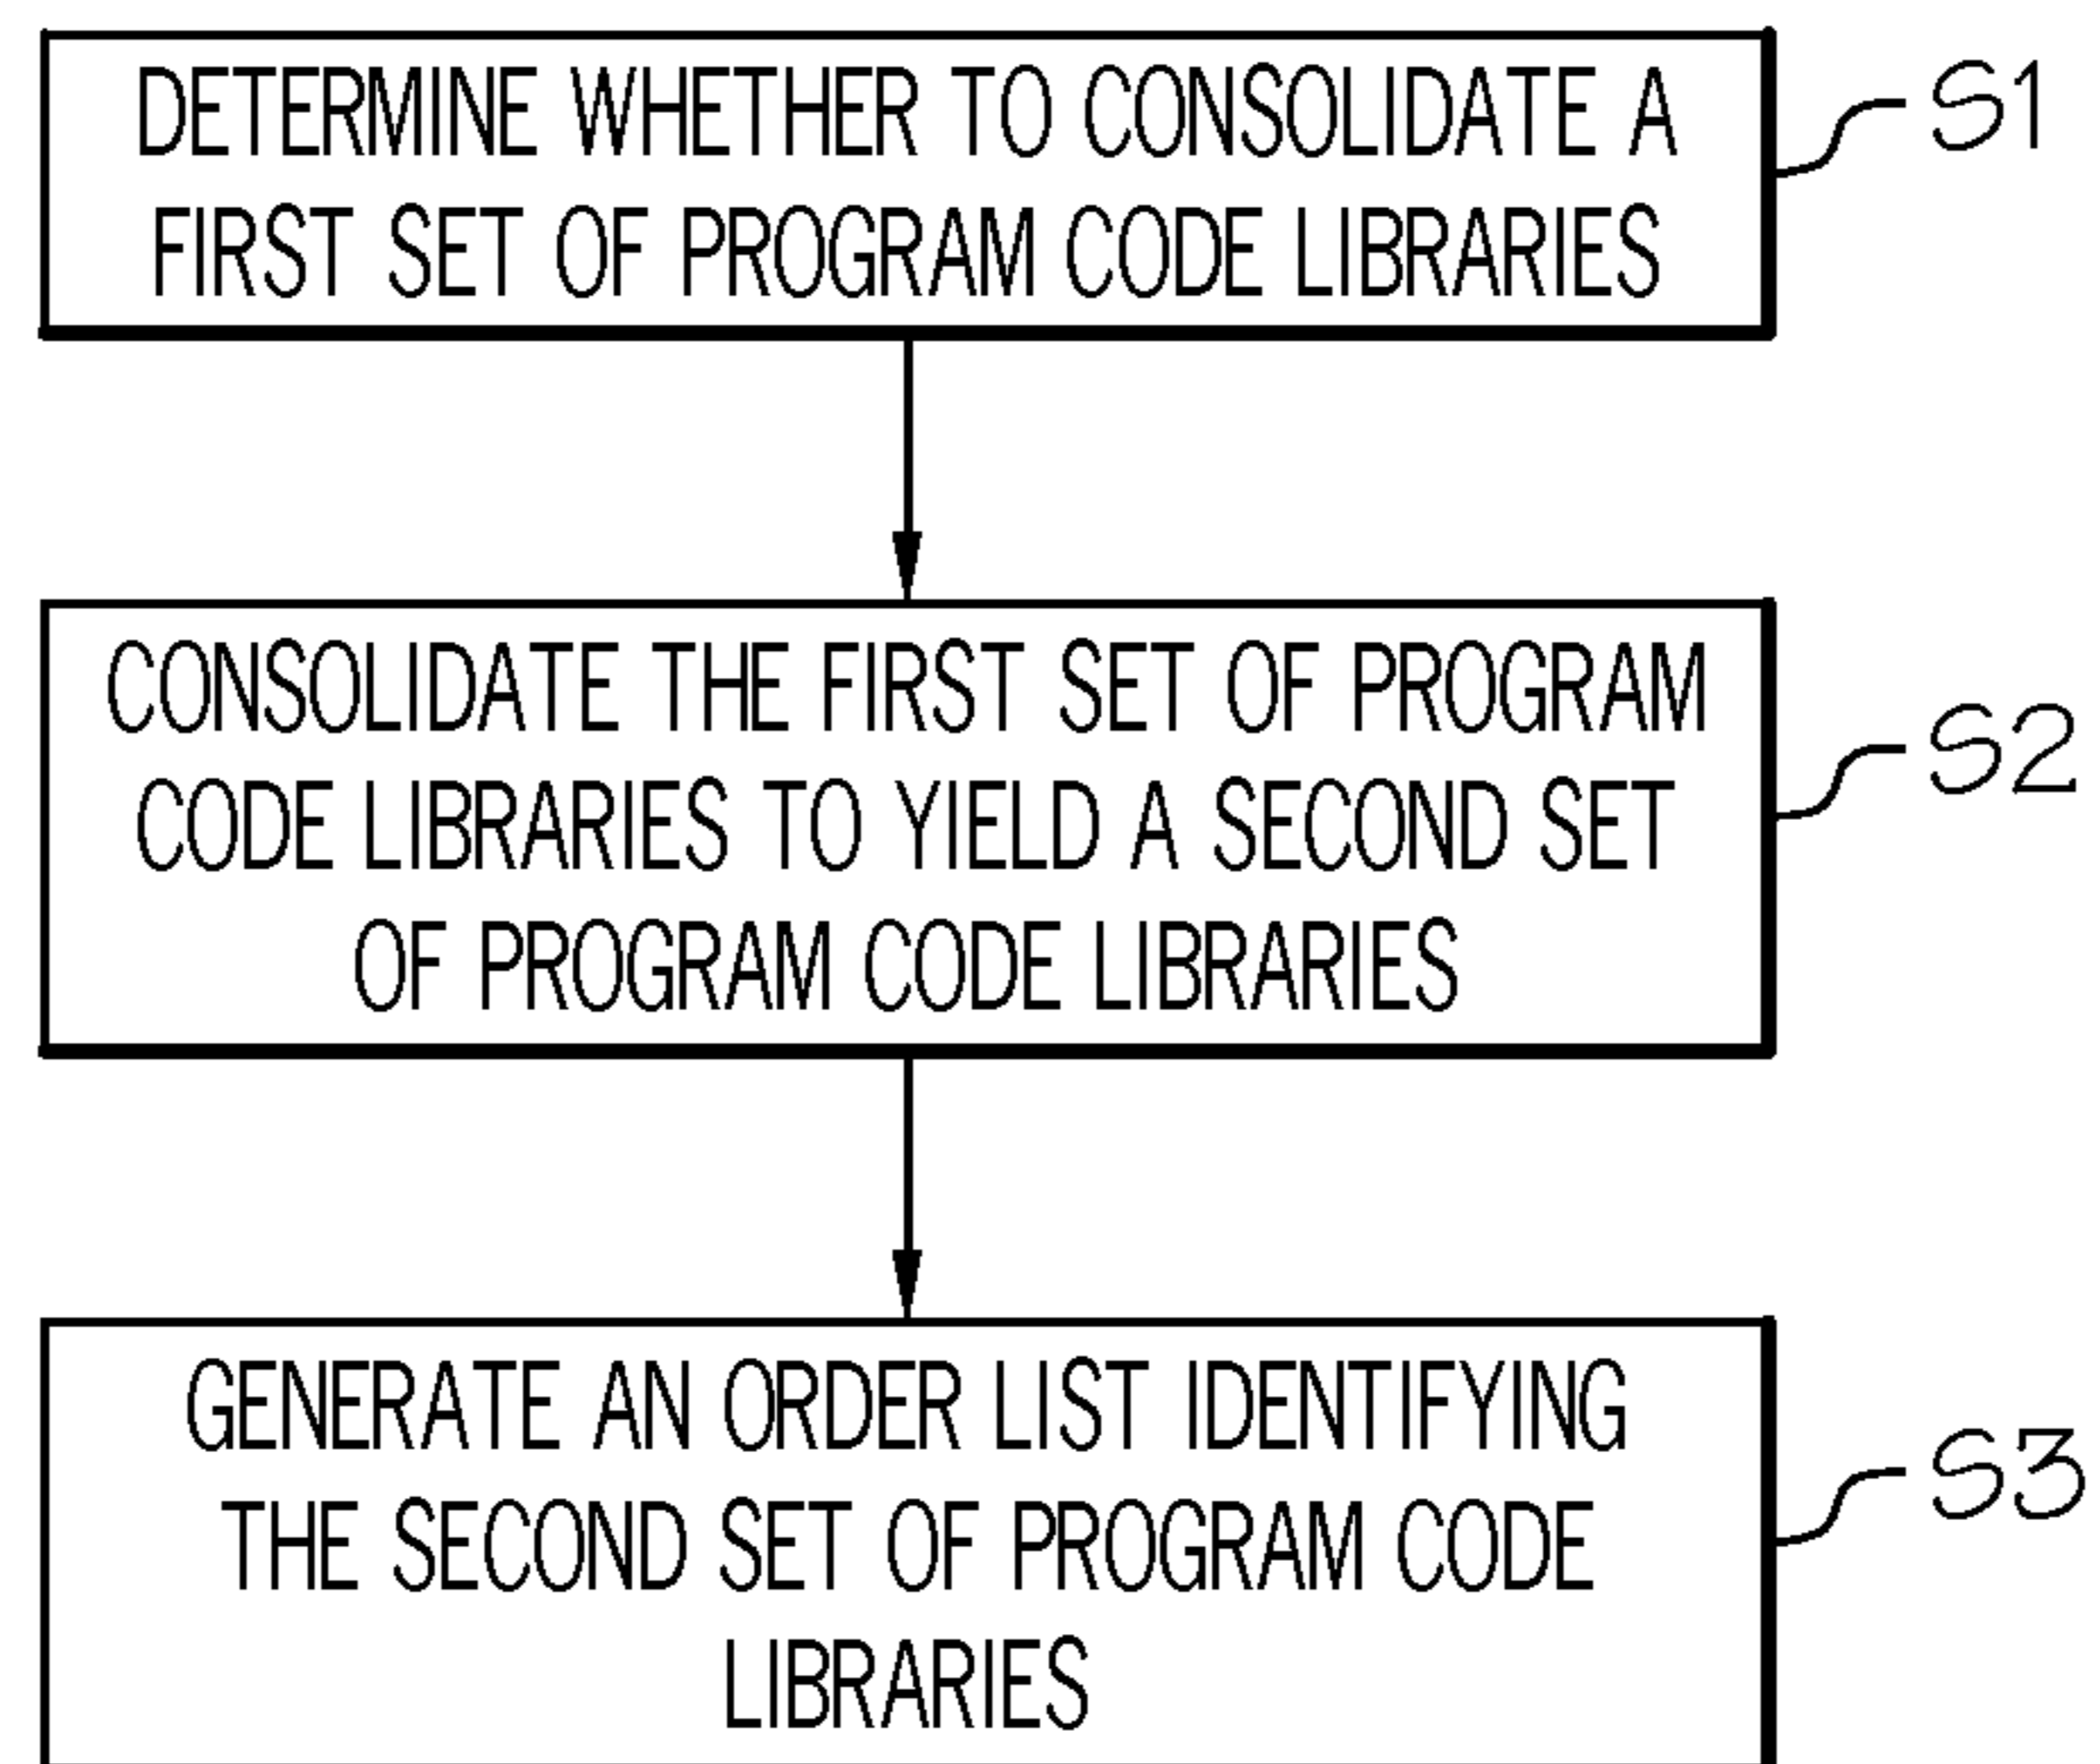 DETERMINE WHETHER TO CONSOLIDATE A
FIRST SET OF PROGRAM CODE LIBRARIES
S1
CONSOLIDATE THE FIRST SET OF PROGRAM
CODE LIBRARIES TO YIELD A SECOND SET
OF PROGRAM CODE LIBRARIES
S2
GENERATE AN ORDER LIST IDENTIFYING
THE SECOND SET OF PROGRAM CODE
LIBRARIES
S3